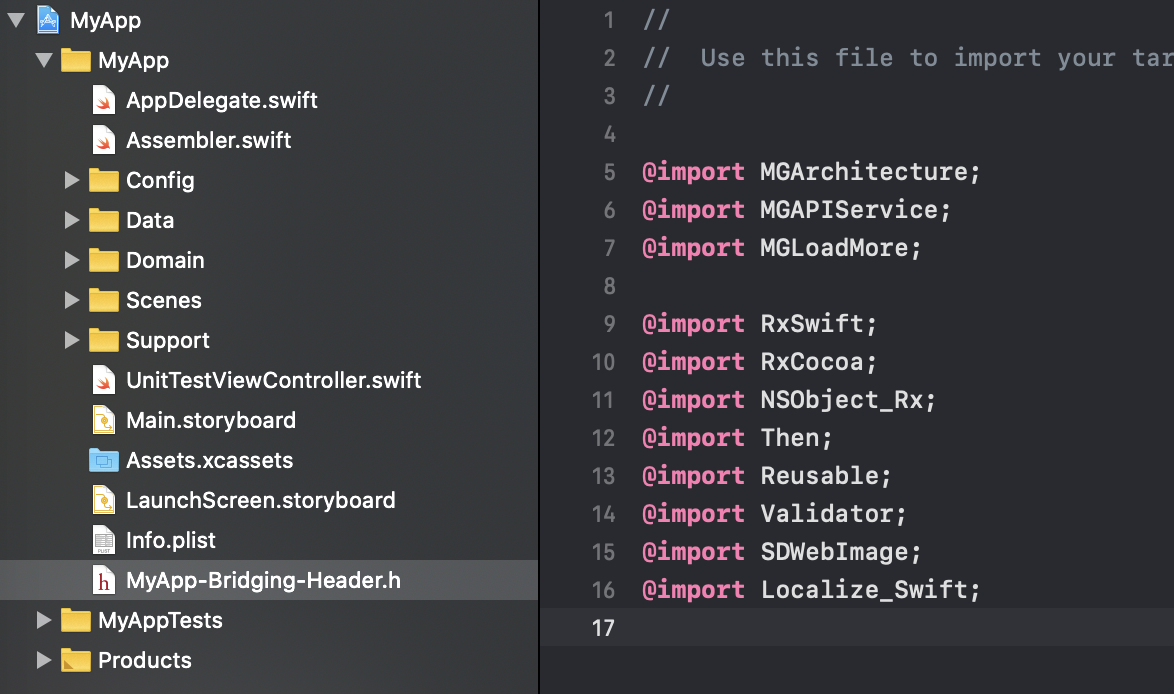 MyApp
MyApp
AppDelegate.swift
Assembler.swift
Config
Data
Domain
Scenes
Support
UnitTestViewController.swift
Main.storyboard
Assets.xcassets
LaunchScreen.storyboard
Info.plist
h MyApp-Bridging-Header.h
MyAppTests
Products
1 //
2 //  Use this file to import your tar
3 //
4
5 @import MGArchitecture;
6 @import MGAPIService;
7 @import MGLoadMore;
8
9 @import RxSwift;
10 @import RxCocoa;
11 @import NSObject_Rx;
12 @import Then;
13 @import Reusable;
14 @import Validator;
15 @import SDWebImage;
16 @import Localize_Swift;
17